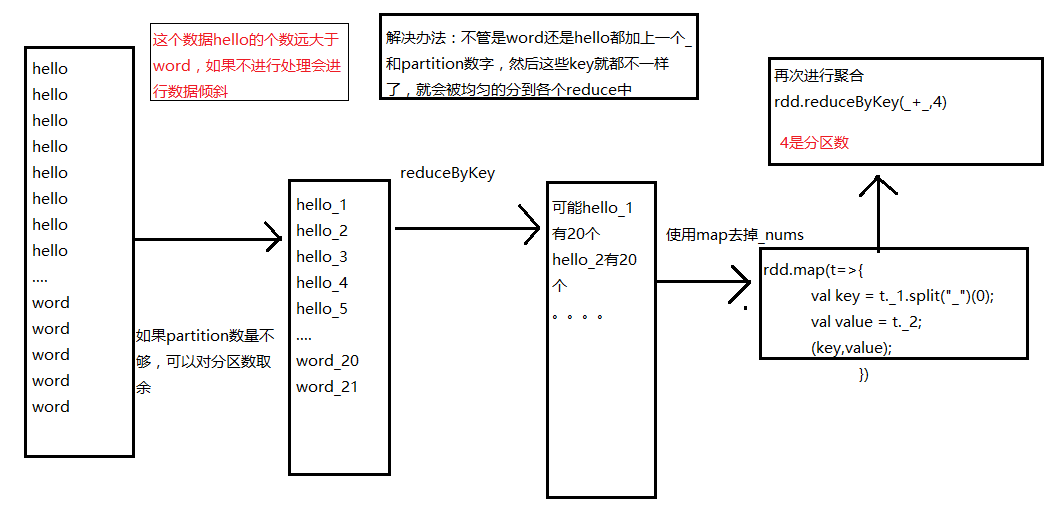 hello
hello
hello
hello
hello
hello
hello
hello
....
word
word
word
word
word
这个数据hello的个数远大于
word，如果不进行处理会进
行数据倾斜
解决办法：不管是word还是hello都加上一个_
和partition数字，然后这些key就都不一样
了，就会被均匀的分到各个reduce中
如果partition数量不
够，可以对分区数取
余
hello_1
hello_2
hello_3
hello_4
hello_5
....
word_20
word_21
reduceByKey
可能hello_1
有20个
hello_2有20
个
。。。。
使用map去掉_nums
rdd.map(t=>{
val key = t._1.split("_")(0);
val value = t._2;
(key,value);
})
再次进行聚合
rdd.reduceByKey(_+_,4)
4是分区数